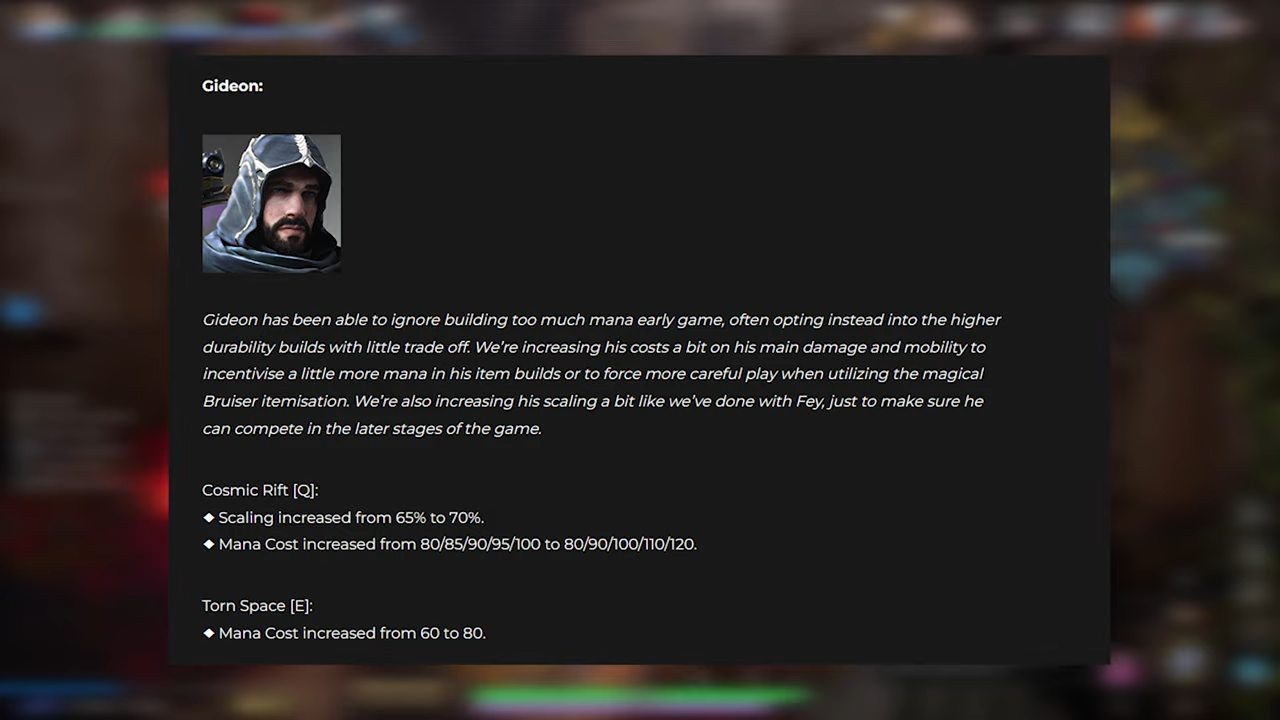 Gideon:
Gideon has been able to ignore building too much mana early game, often opting instead into the higher
durability builds with little trade off. We’re increasing his costs a bit on his main damage and mobility to
incentivise a little more mana in his item builds or to force more careful play when utilizing the magical
Bruiser itemisation. We’re also increasing his scaling a bit like we’ve done with Fey, just to make sure he
can compete in the later stages of the game.
Cosmic Rift [Q]:
◆ Scaling increased from 65% to 70%.
◆ Mana Cost increased from 80/85/90/95/100 to 80/90/100/110/120.
Torn Space [E]:
◆ Mana Cost increased from 60 to 80.